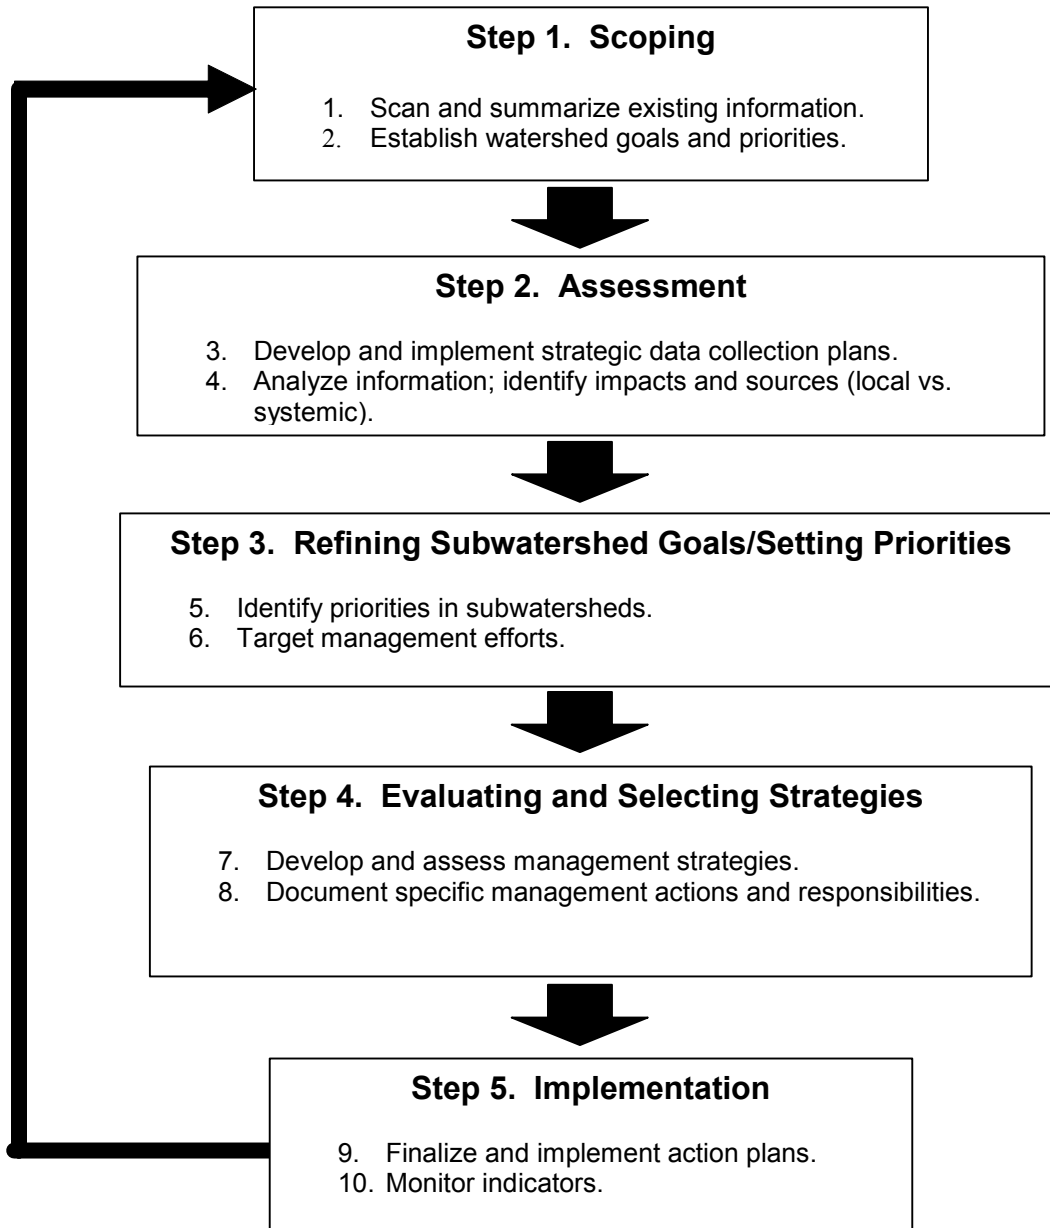 Step 1.  Scoping
1. Scan and summarize existing information.
2. Establish watershed goals and priorities.
Step 2.  Assessment
3. Develop and implement strategic data collection plans.
4. Analyze information; identify impacts and sources (local vs.
systemic).
Step 3.  Refining Subwatershed Goals/Setting Priorities
5. Identify priorities in subwatersheds.
6. Target management efforts.
Step 4.  Evaluating and Selecting Strategies
7. Develop and assess management strategies.
8. Document specific management actions and responsibilities.
Step 5.  Implementation
9. Finalize and implement action plans.
10. Monitor indicators.